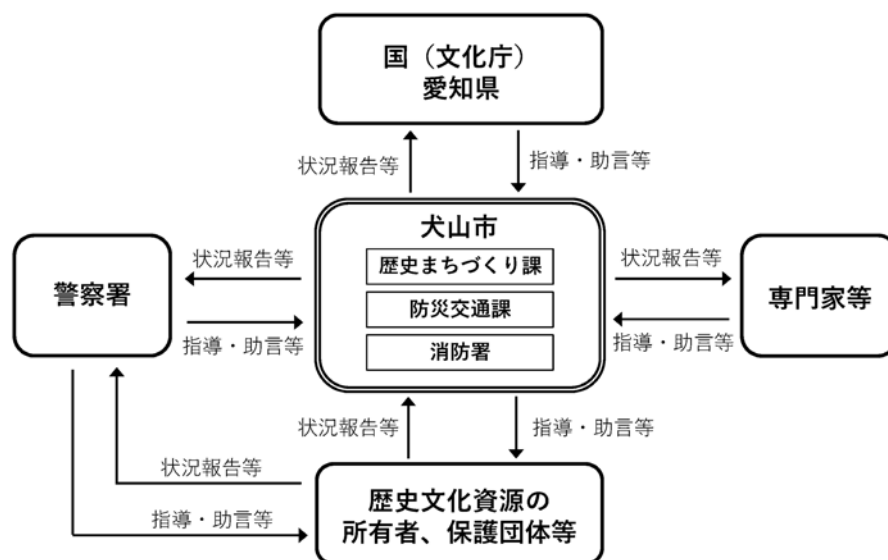 国（文化庁）
愛知県
状況報告等
指導・助言等
犬山市
歴史まちづくり課
防災交通課
消防署
警察署
状況報告等
指導・助言等
状況報告等
指導・助言等
専門家等
状況報告等
指導・助言等
状況報告等
指導・助言等
歴史文化資源の
所有者、保護団体等